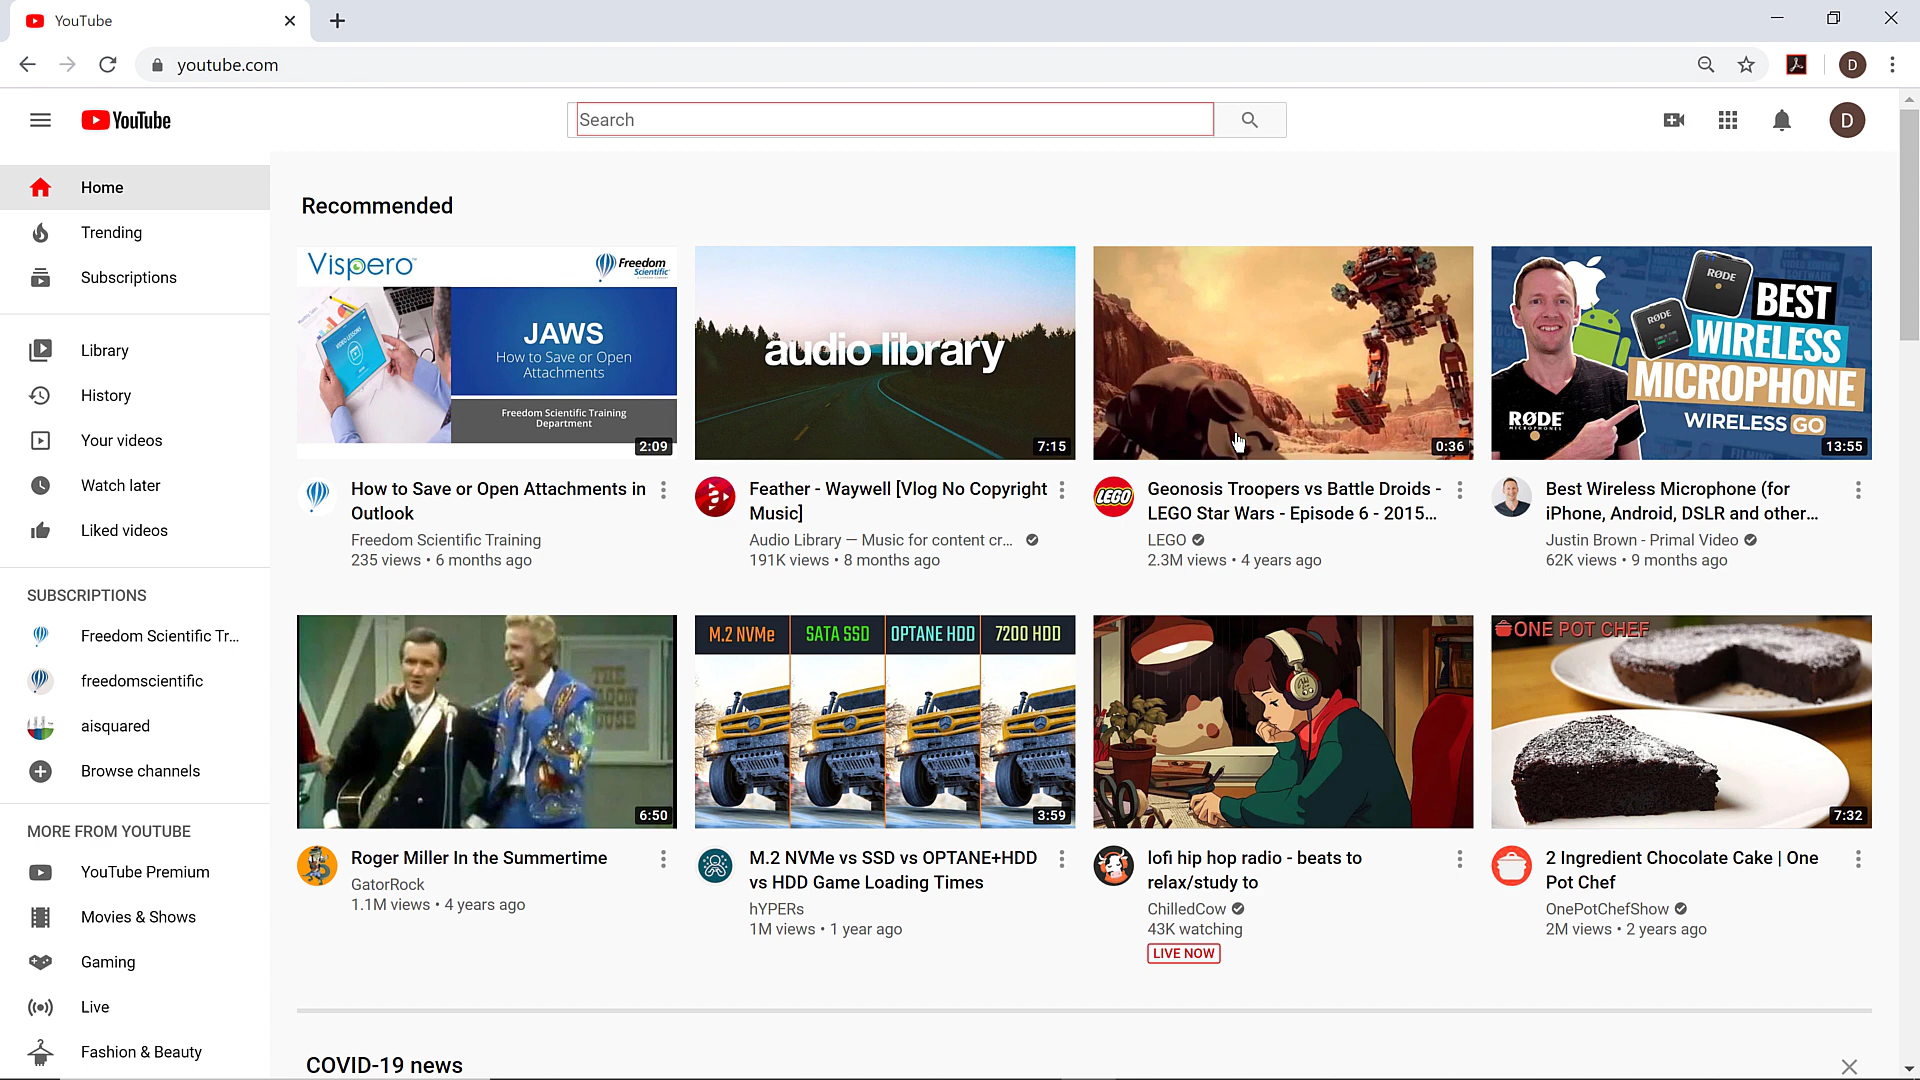 YouTube
youtube.com
D
YouTube
Search
D
Home
Trending
Subscriptions
Library
History
Your videos
Watch later
Liked videos
SUBSCRIPTIONS
Freedom Scientific Tr...
freedomscientific
aisquared
Browse channels
MORE FROM YOUTUBE
YouTube Premium
Movies & Shows
Gaming
Live
Fashion & Beauty
Recommended
Vispero
Freedom
Scientific
JAWS
How to Save or Open
Attachments
Freedom Scientific Training
Department
2:09
How to Save or Open Attachments in
Outlook
Freedom Scientific Training
235 views • 6 months ago
audio library
7:15
Feather - Waywell [Vlog No Copyright
Music]
Audio Library — Music for content cr...
191K views • 8 months ago
0:36
LEGO
Geonosis Troopers vs Battle Droids -
LEGO Star Wars - Episode 6 - 2015...
LEGO
2.3M views • 4 years ago
RØDE
RØDE
BEST
WIRELESS
MICROPHONE
WIRELESS GO
RØDE
MICROPHONES
13:55
Best Wireless Microphone (for
iPhone, Android, DSLR and other...
Justin Brown - Primal Video
62K views • 9 months ago
6:50
Roger Miller In the Summertime
GatorRock
1.1M views • 4 years ago
M.2 NVMe
SATA SSD
OPTANE HDD
7200 HDD
3:59
M.2 NVMe vs SSD vs OPTANE+HDD
vs HDD Game Loading Times
hYPERs
1M views • 1 year ago
lofi hip hop radio - beats to
relax/study to
ChilledCow
43K watching
LIVE NOW
ONE POT CHEF
7:32
2 Ingredient Chocolate Cake | One
Pot Chef
OnePotChefShow
2M views • 2 years ago
COVID-19 news